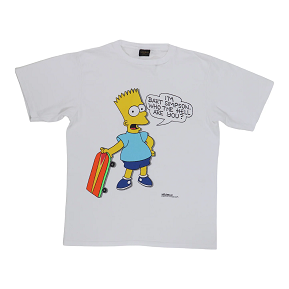 I'M
BART SIMPSON.
WHO THE HELL
ARE YOU?